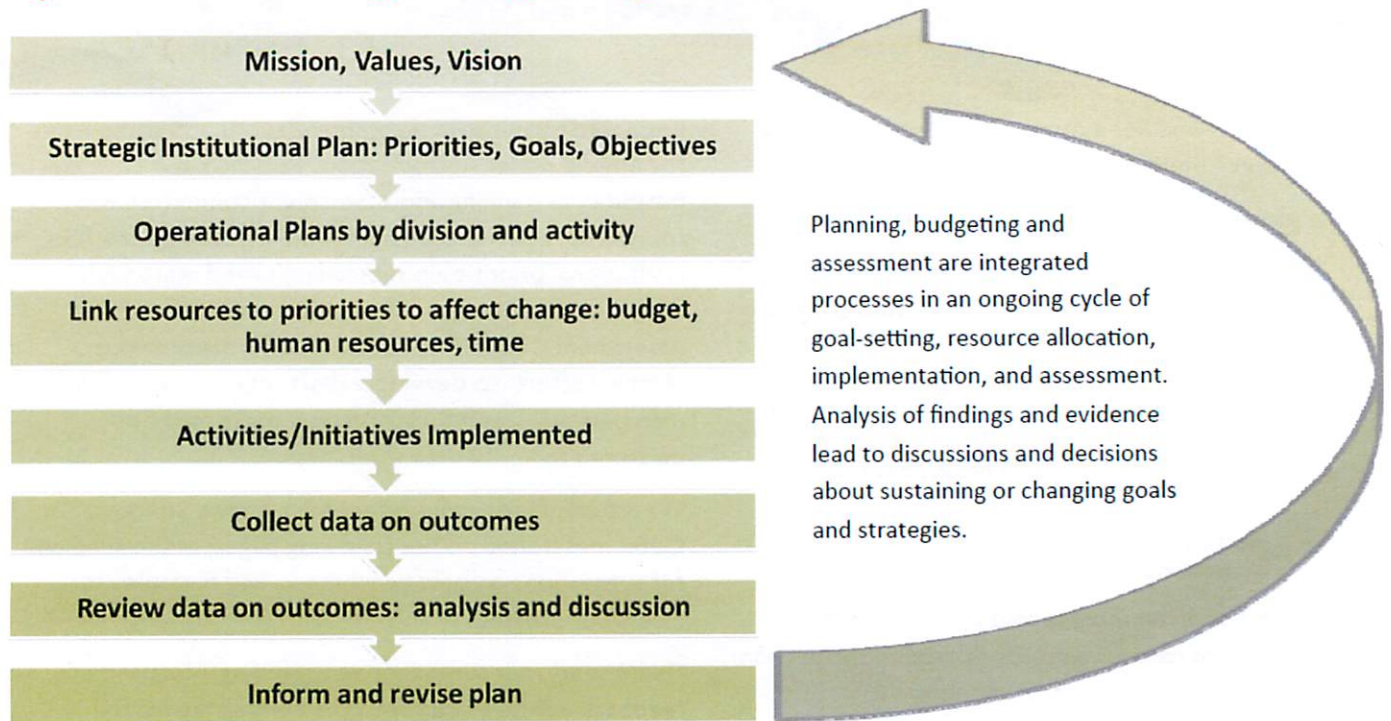 Mission, Values, Vision
Strategic Institutional Plan: Priorities, Goals, Objectives
Operational Plans by division and activity
Link resources to priorities to affect change: budget,
human resources, time
Activities/Initiatives Implemented
Collect data on outcomes
Review data on outcomes: analysis and discussion
Inform and revise plan
Planning, budgeting and
assessment are integrated
processes in an ongoing cycle of
goal-setting, resource allocation,
implementation, and assessment.
Analysis of findings and evidence
lead to discussions and decisions
about sustaining or changing goals
and strategies.